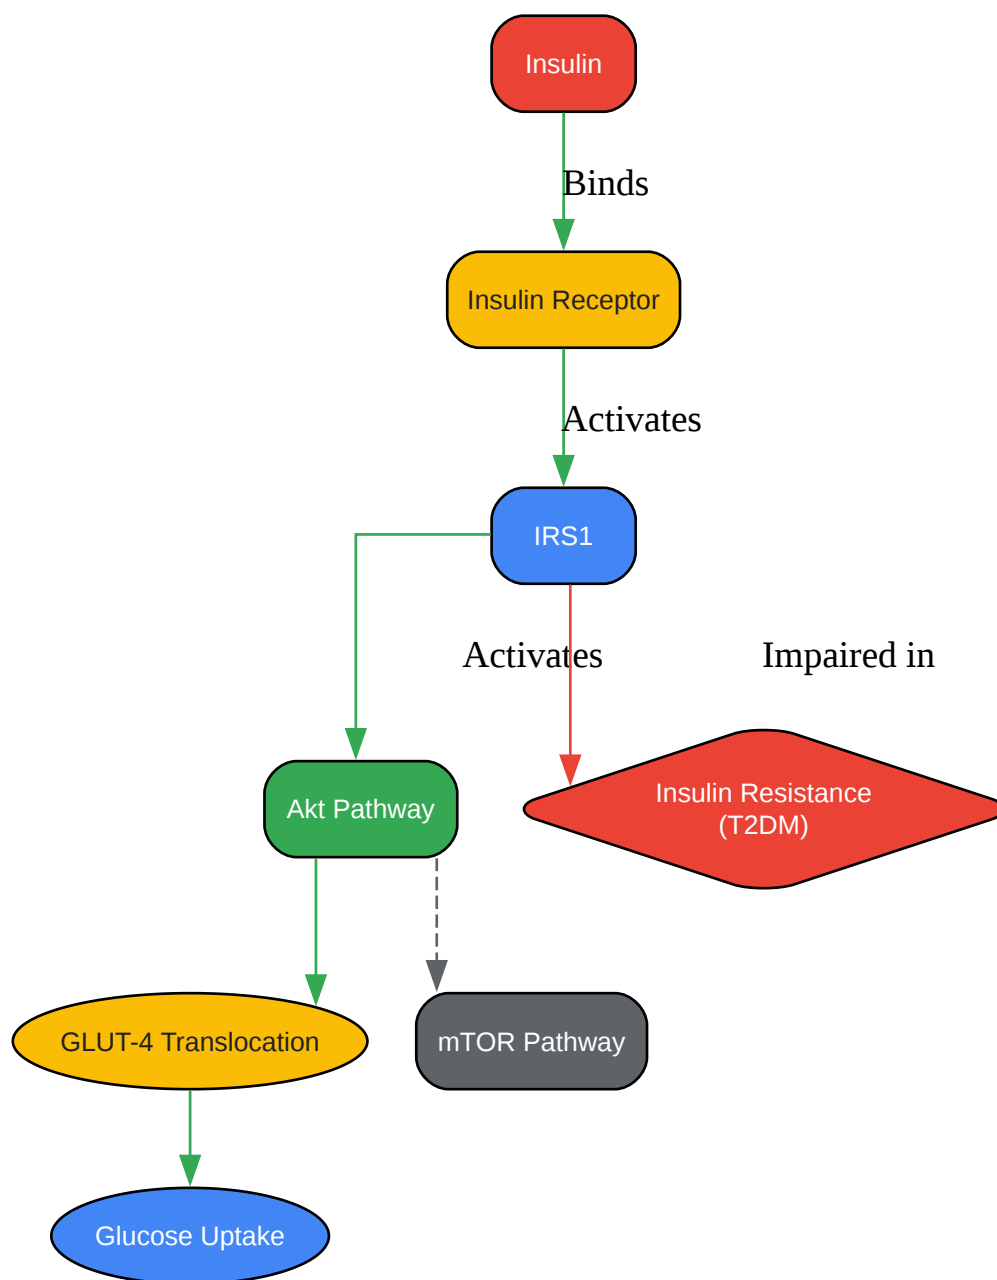 Insulin
Binds
Insulin Receptor
Activates
IRS1
Activates
Impaired in
Akt Pathway
Insulin Resistance
(T2DM)
GLUT-4 Translocation
mTOR Pathway
Glucose Uptake